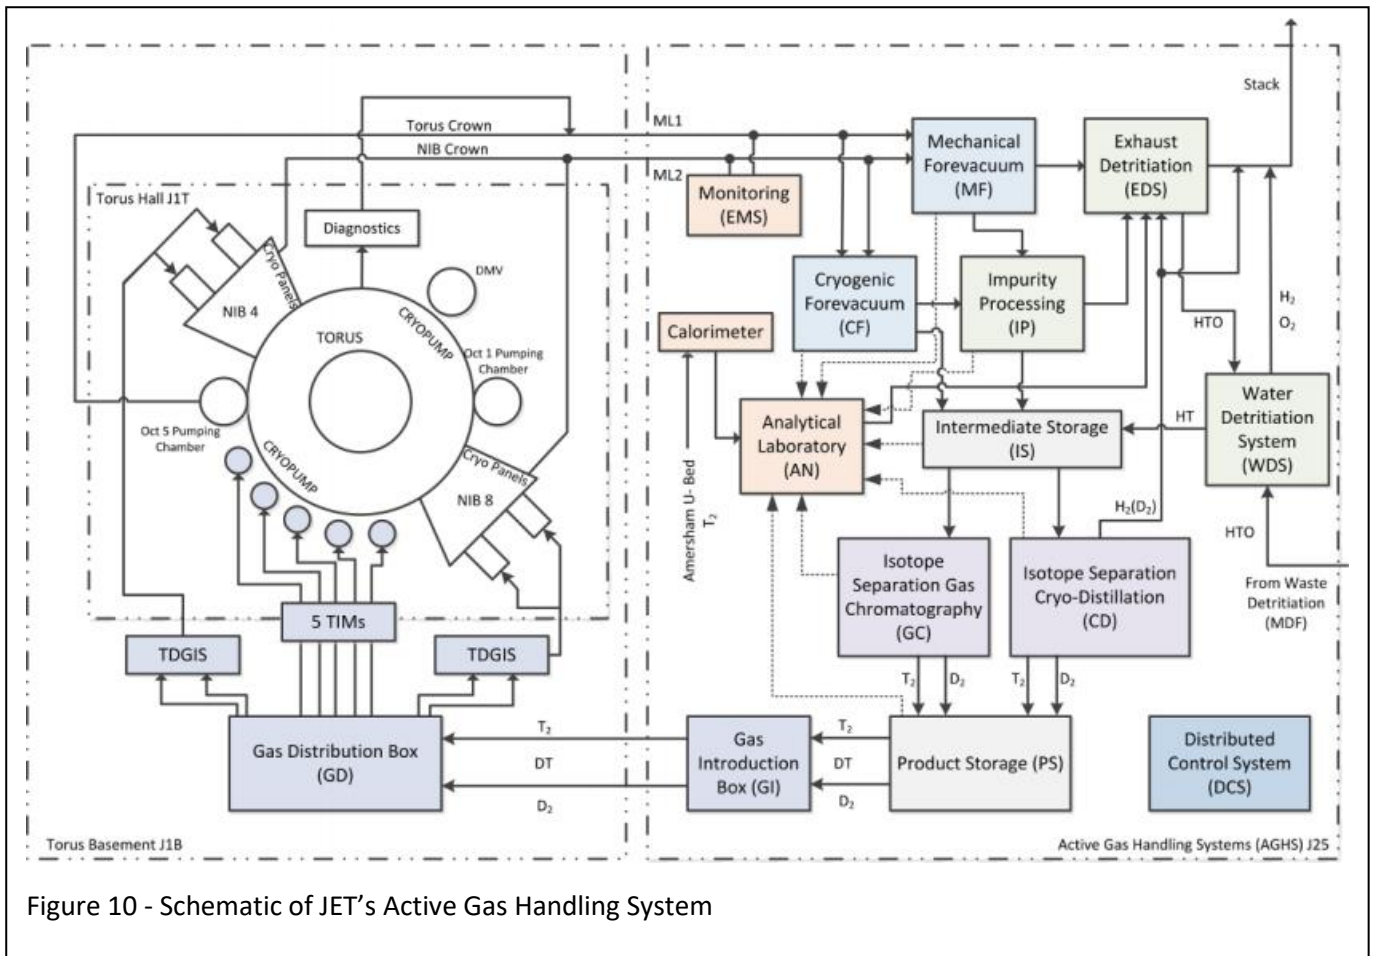 Stack
ML1
Torus Crown
NIB Crown
ML2
Mechanical
Forevacuum
(MF)
Exhaust
Detritiation
(EDS)
Torus Hall J1T
Monitoring
(EMS)
Diagnostics
Cryo Panels
NIB 4
DMV
CRYOPUMP
TORUS
Oct 1 Pumping
Chamber
Oct 5 Pumping
Chamber
CRYOPUMP
Cryo Panels
NIB 8
Cryogenic
Forevacuum
(CF)
Impurity
Processing
(IP)
HTO
H2
O2
Calorimeter
Amersham U- Bed
T2
Analytical
Laboratory
(AN)
Intermediate Storage
(IS)
HT
Water
Detritiation
System
(WDS)
H2(D2)
HTO
From Waste
Detritiation
(MDF)
Isotope
Separation Gas
Chromatography
(GC)
Isotope Separation
Cryo-Distillation
(CD)
5 TIMs
TDGIS
TDGIS
T2
D2
T2
D2
Gas Distribution Box
(GD)
T2
DT
D2
Gas
Introduction
Box (GI)
T2
DT
D2
Product Storage (PS)
Distributed
Control System
(DCS)
Torus Basement J1B
Active Gas Handling Systems (AGHS) J25
Figure 10 - Schematic of JET’s Active Gas Handling System